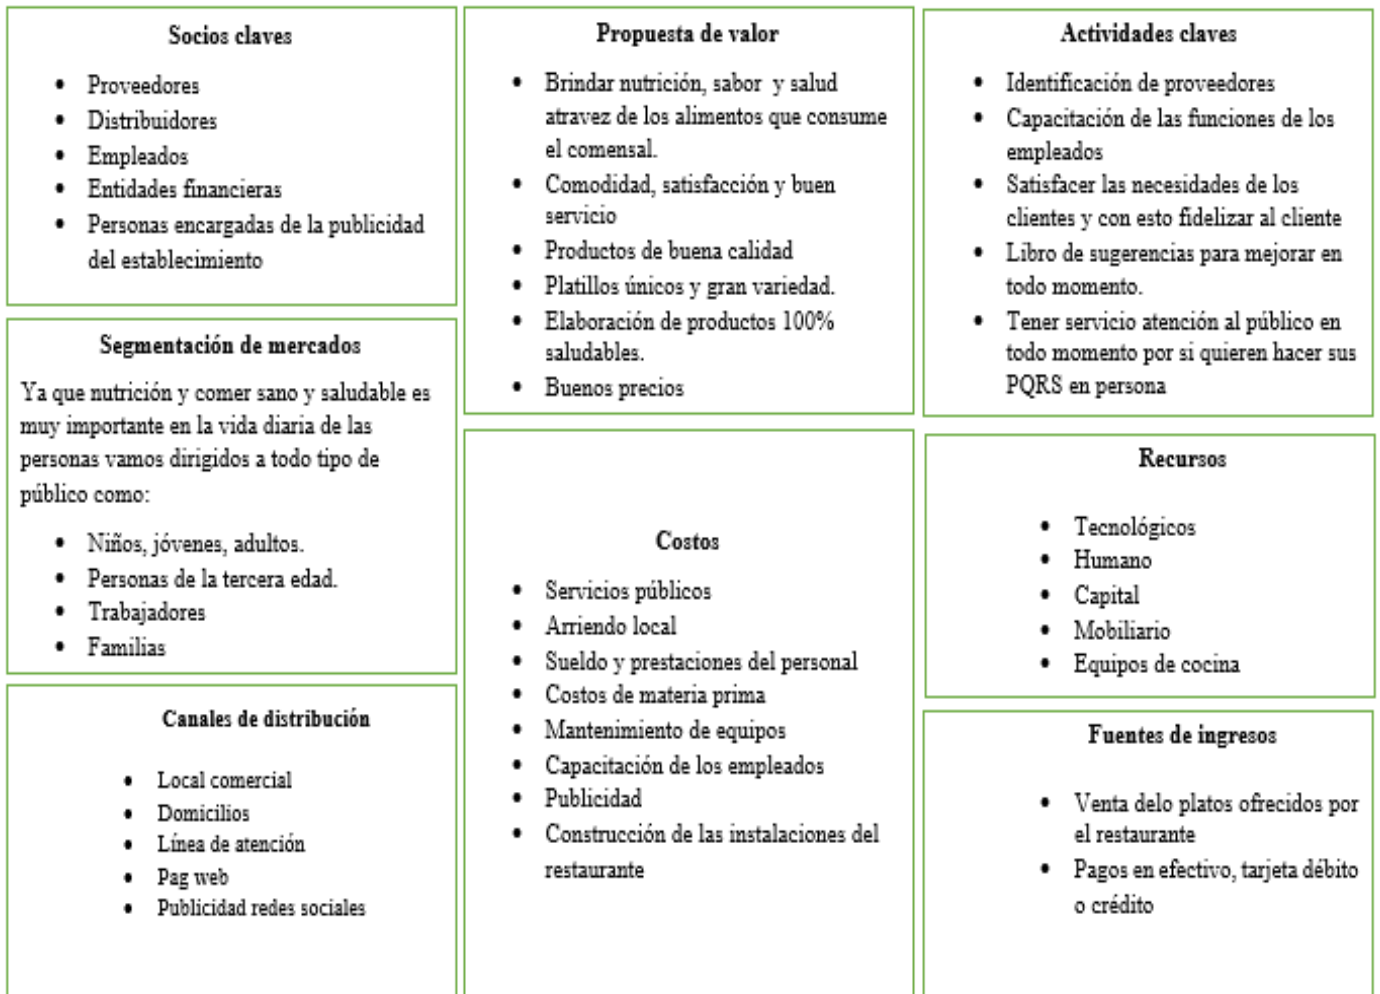 Socios claves
• Proveedores
• Distribuidores
• Empleados
• Entidades financieras
• Personas encargadas de la publicidad
del establecimiento
Segmentación de mercados
Ya que nutrición y comer sano y saludable es
muy importante en la vida diaria de las
personas vamos dirigidos a todo tipo de
público como:
• Niños, jóvenes, adultos.
• Personas de la tercera edad.
• Trabajadores
• Familias
Canales de distribución
• Local comercial
• Domicilios
• Línea de atención
• Pag web
• Publicidad redes sociales
Propuesta de valor
• Brindar nutrición, sabor y salud
atravez de los alimentos que consume
el comensal.
• Comodidad, satisfacción y buen
servicio
• Productos de buena calidad
• Platillos únicos y gran variedad.
• Elaboración de productos 100%
saludables.
• Buenos precios
Costos
• Servicios públicos
• Arriendo local
• Sueldo y prestaciones del personal
• Costos de materia prima
• Mantenimiento de equipos
• Capacitación de los empleados
• Publicidad
• Construcción de las instalaciones del
restaurante
Actividades claves
• Identificación de proveedores
• Capacitación de las funciones de los
empleados
• Satisfacer las necesidades de los
clientes y con esto fidelizar al cliente
• Libro de sugerencias para mejorar en
todo momento.
• Tener servicio atención al público en
todo momento por si quieren hacer sus
PQRS en persona
Recursos
• Tecnológicos
• Humano
• Capital
• Mobiliario
• Equipos de cocina
Fuentes de ingresos
• Venta delo platos ofrecidos por
el restaurante
• Pagos en efectivo, tarjeta débito
o crédito